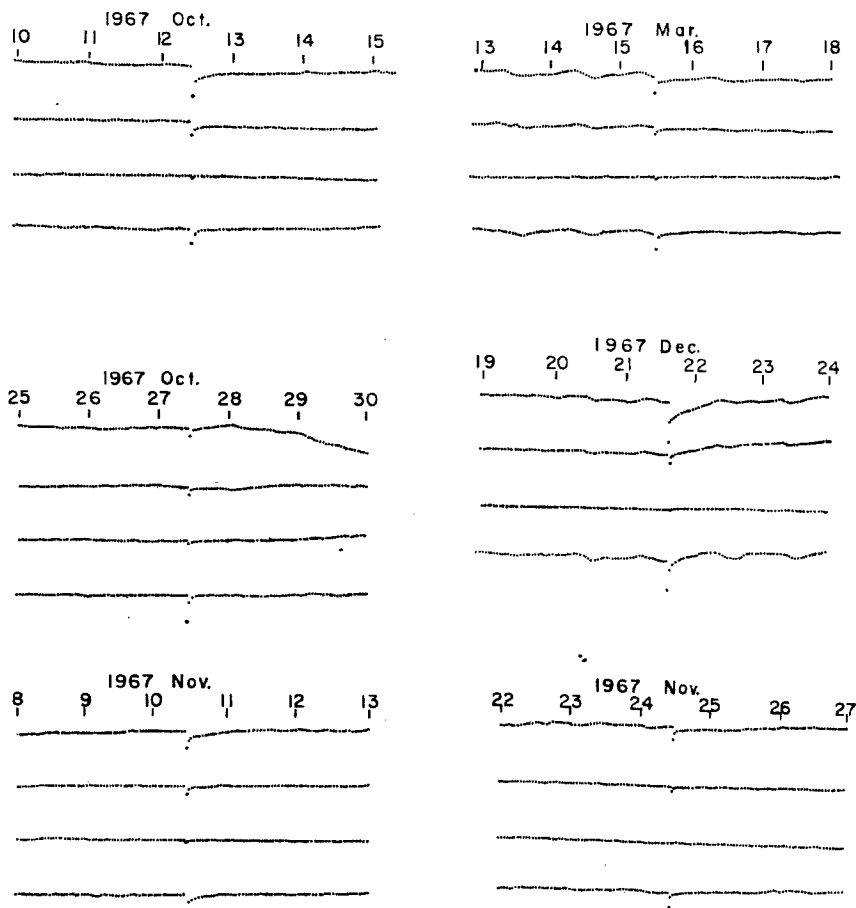 1967 Oct.
10 11 12 13 14 15
1967 Mar.
13 14 15 16 17 18
1967 Oct.
25 26 27 28 29 30
1967 Dec.
19 20 21 22 23 24
1967 Nov.
8 9 10 11 12 13
1967 Nov.
22 23 24 25 26 27